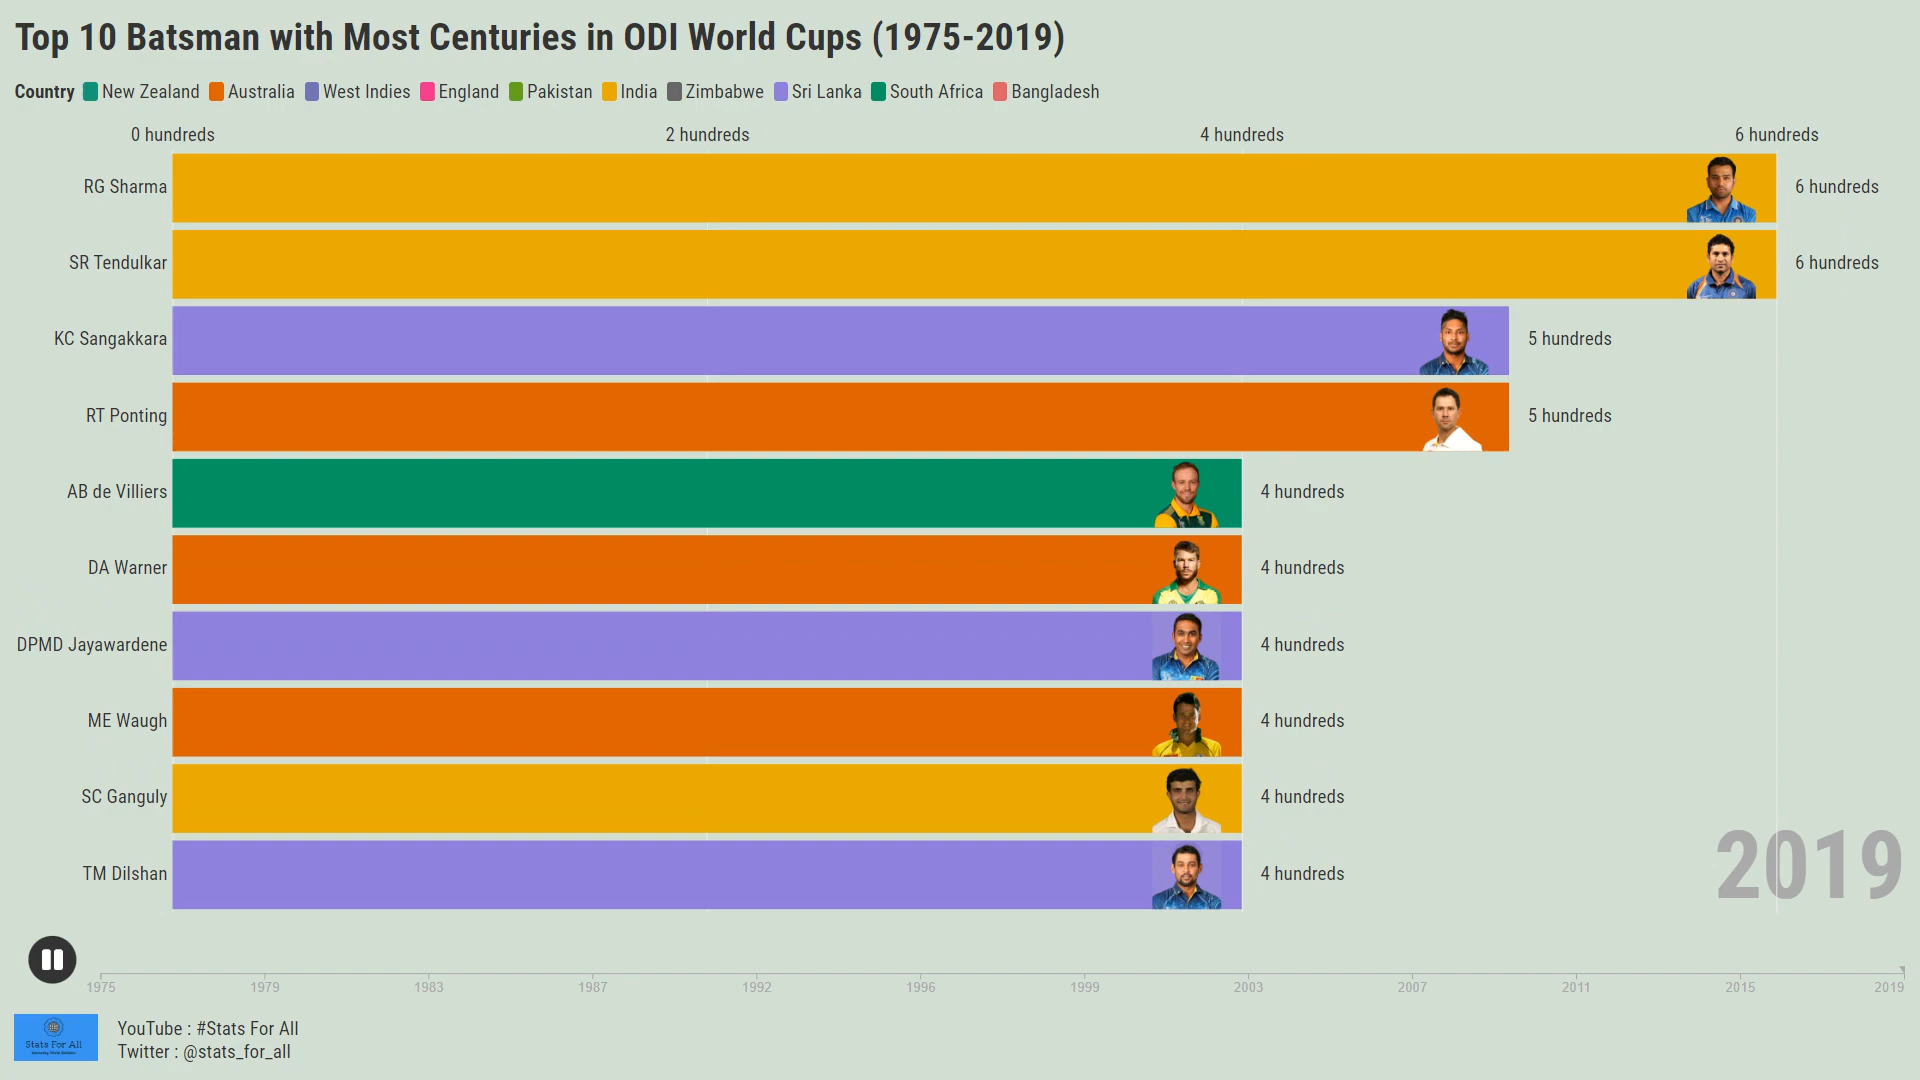 Top 10 Batsman with Most Centuries in ODI World Cups (1975-2019)
Country New Zealand Australia West Indies England Pakistan India Zimbabwe Sri Lanka South Africa Bangladesh
0 hundreds 2 hundreds 4 hundreds 6 hundreds
RG Sharma 6 hundreds
SR Tendulkar 6 hundreds
KC Sangakkara 5 hundreds
RT Ponting 5 hundreds
AB de Villiers 4 hundreds
DA Warner 4 hundreds
DPMD Jayawardene 4 hundreds
ME Waugh 4 hundreds
SC Ganguly 4 hundreds
TM Dilshan 4 hundreds
2019
1975 1979 1983 1987 1992 1996 1999 2003 2007 2011 2015 2019
Stats For All
YouTube : #Stats For All
Twitter : @stats_for_all